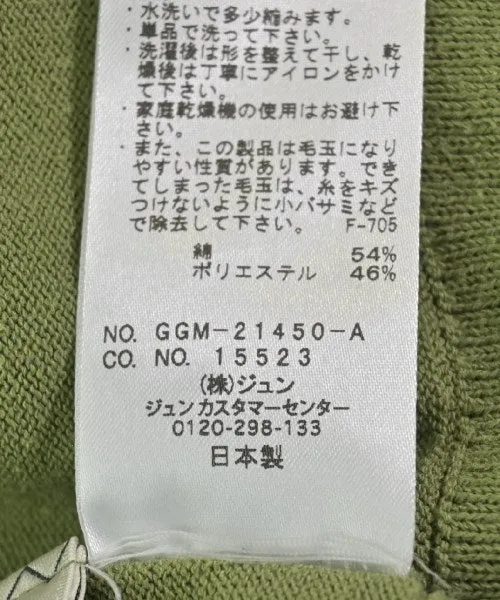 ・水洗いで多少縮みます。
・単品で洗って下さい。
・洗濯後は形を整えて干し、乾
燥後は丁寧にアイロンをかけ
て下さい。
・家庭乾燥機の使用はお避け下
さい。
・また、この製品は毛玉になり
やすい性質があります。でき
てしまった毛玉は、糸をキズ
つけないように小バサミなど
で除去して下さい。 F-705
綿 54%
ポリエステル 46%
NO. GGM-21450-A
CO. NO. 15523
(株)ジュン
ジュンカスタマーセンター
0120-298-133
日本製